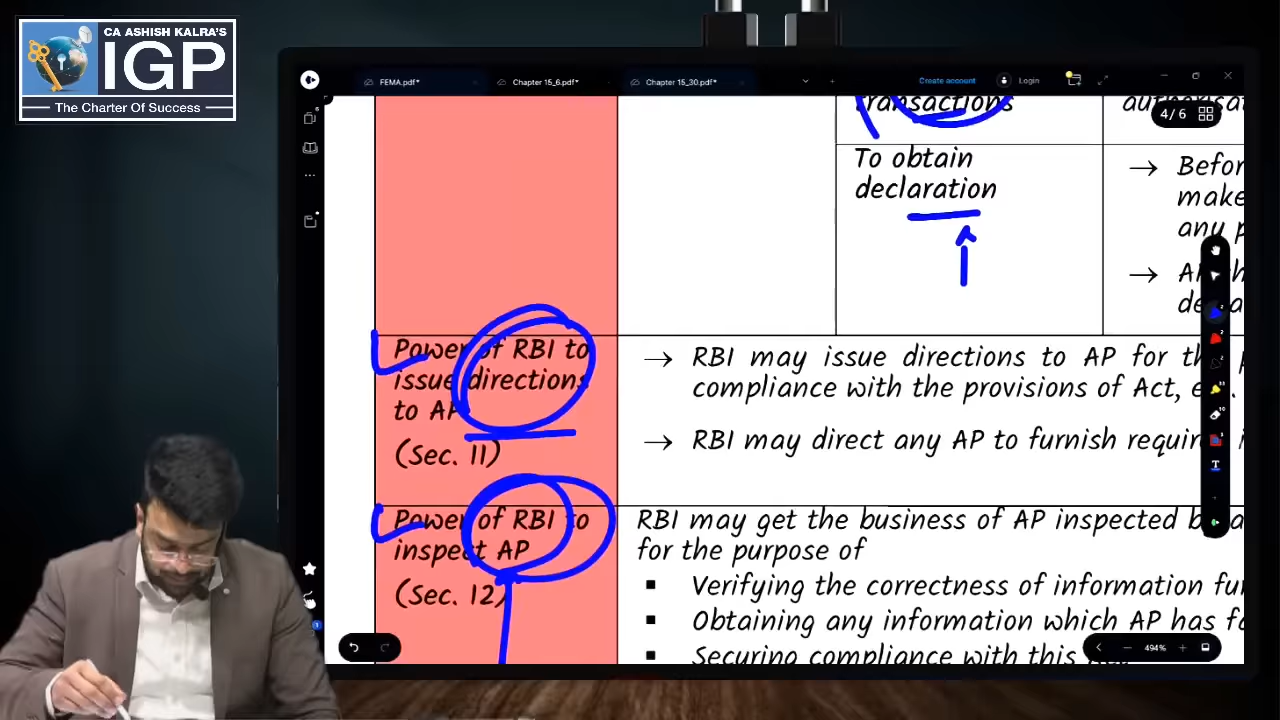 CA ASHISH KALRA'S
IGP
The Charter Of Success
FEMA.pdf*
Chapter 15_6.pdf*
Chapter 15_30.pdf*
Create account
Login
transactions
4/6
To obtain
declaration
→
make
any p
→
Power of RBI to
issue directions
to AP
(Sec. 11)
→ RBI may issue directions to AP for
compliance with the provisions of Act,
→ RBI may direct any AP to furnish
Power of RBI to
inspect AP
(Sec. 12)
RBI may get the business of AP inspected
for the purpose of
▪ Verifying the correctness of information
▪ Obtaining any information which AP has
▪ Securing compliance with this
494%